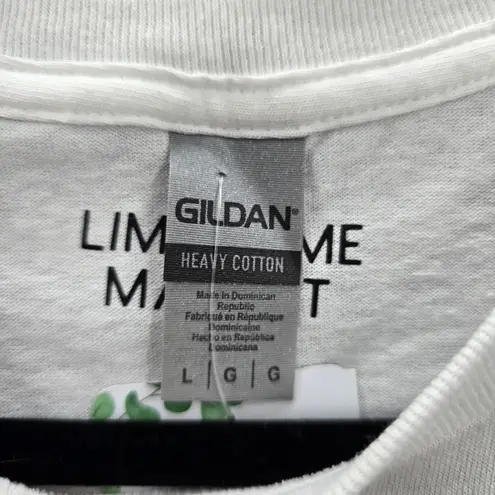 GILDAN®
HEAVY COTTON
Made in Dominican
Republic
Fabriqué en République
Dominicaine
Hecho en República
Dominicana
L | G | G